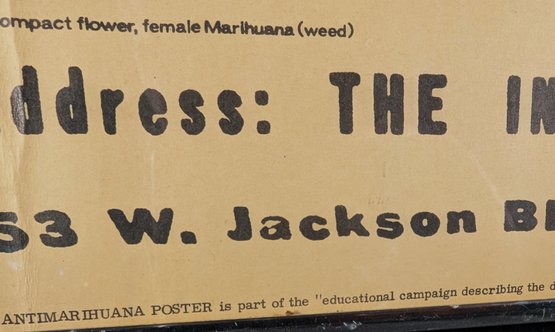 ompact flower, female Marihuana (weed)
ddress: THE IN
53 W. Jackson Bl
ANTIMARIHUANA POSTER is part of the "educational campaign describing the d